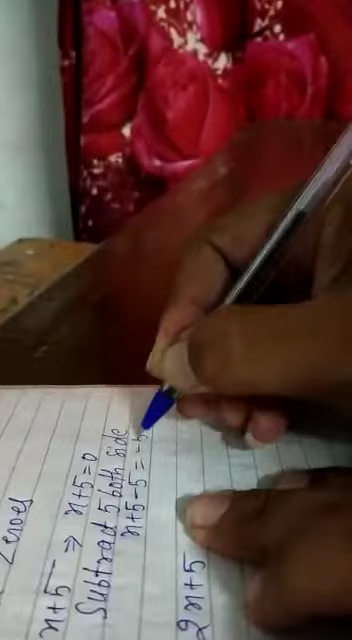 Zeroes
x+5 ⇒ x+5=0
Subtract 5 both side
x+5-5=-5
2x+5